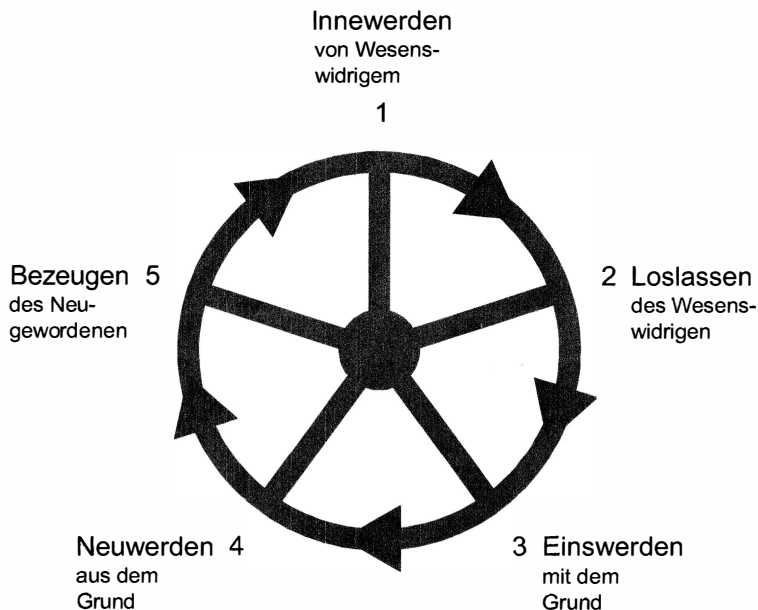 Innewerden
von Wesens-
widrigem
1
2 Loslassen
des Wesens-
widrigen
3 Einswerden
mit dem
Grund
Neuwerden 4
aus dem
Grund
Bezeugen 5
des Neu-
gewordenen